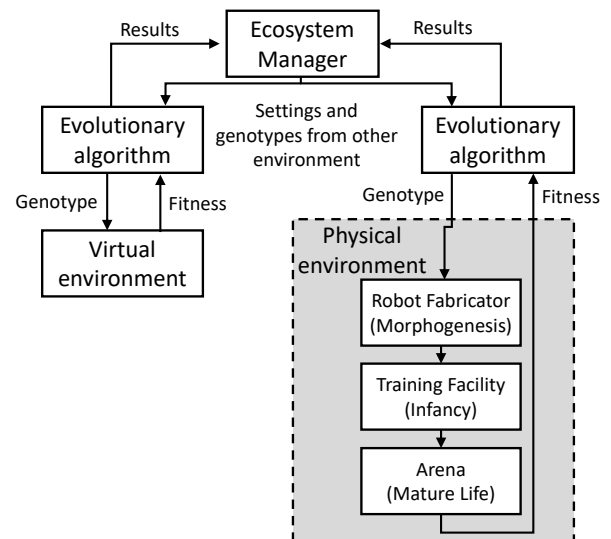 Results
Ecosystem
Manager
Results
Evolutionary
algorithm
Settings and
genotypes from other
environment
Evolutionary
algorithm
Genotype
Fitness
Genotype
Fitness
Virtual
environment
Physical
environment
Robot Fabricator
(Morphogenesis)
Training Facility
(Infancy)
Arena
(Mature Life)